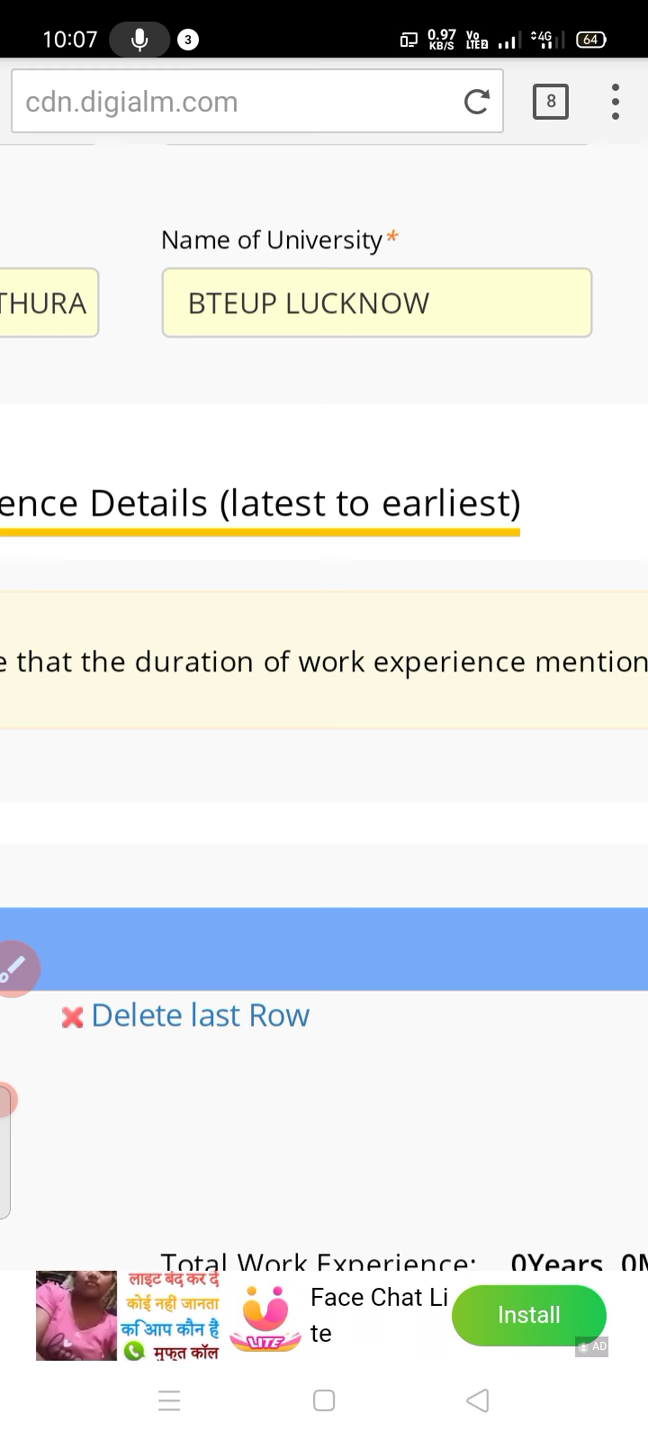 10:07
3
0.97
KB/S
Vo
LTE2
4G
64
cdn.digialm.com
8
Name of University*
THURA
BTEUP LUCKNOW
ence Details (latest to earliest)
e that the duration of work experience mention
Delete last Row
Total Work Experience: 0Years 0M
लाइट बंद कर दें
कोई नही जानता
कि आप कौन है
मुफ्त कॉल
LITE
Face Chat Li
te
Install
AD